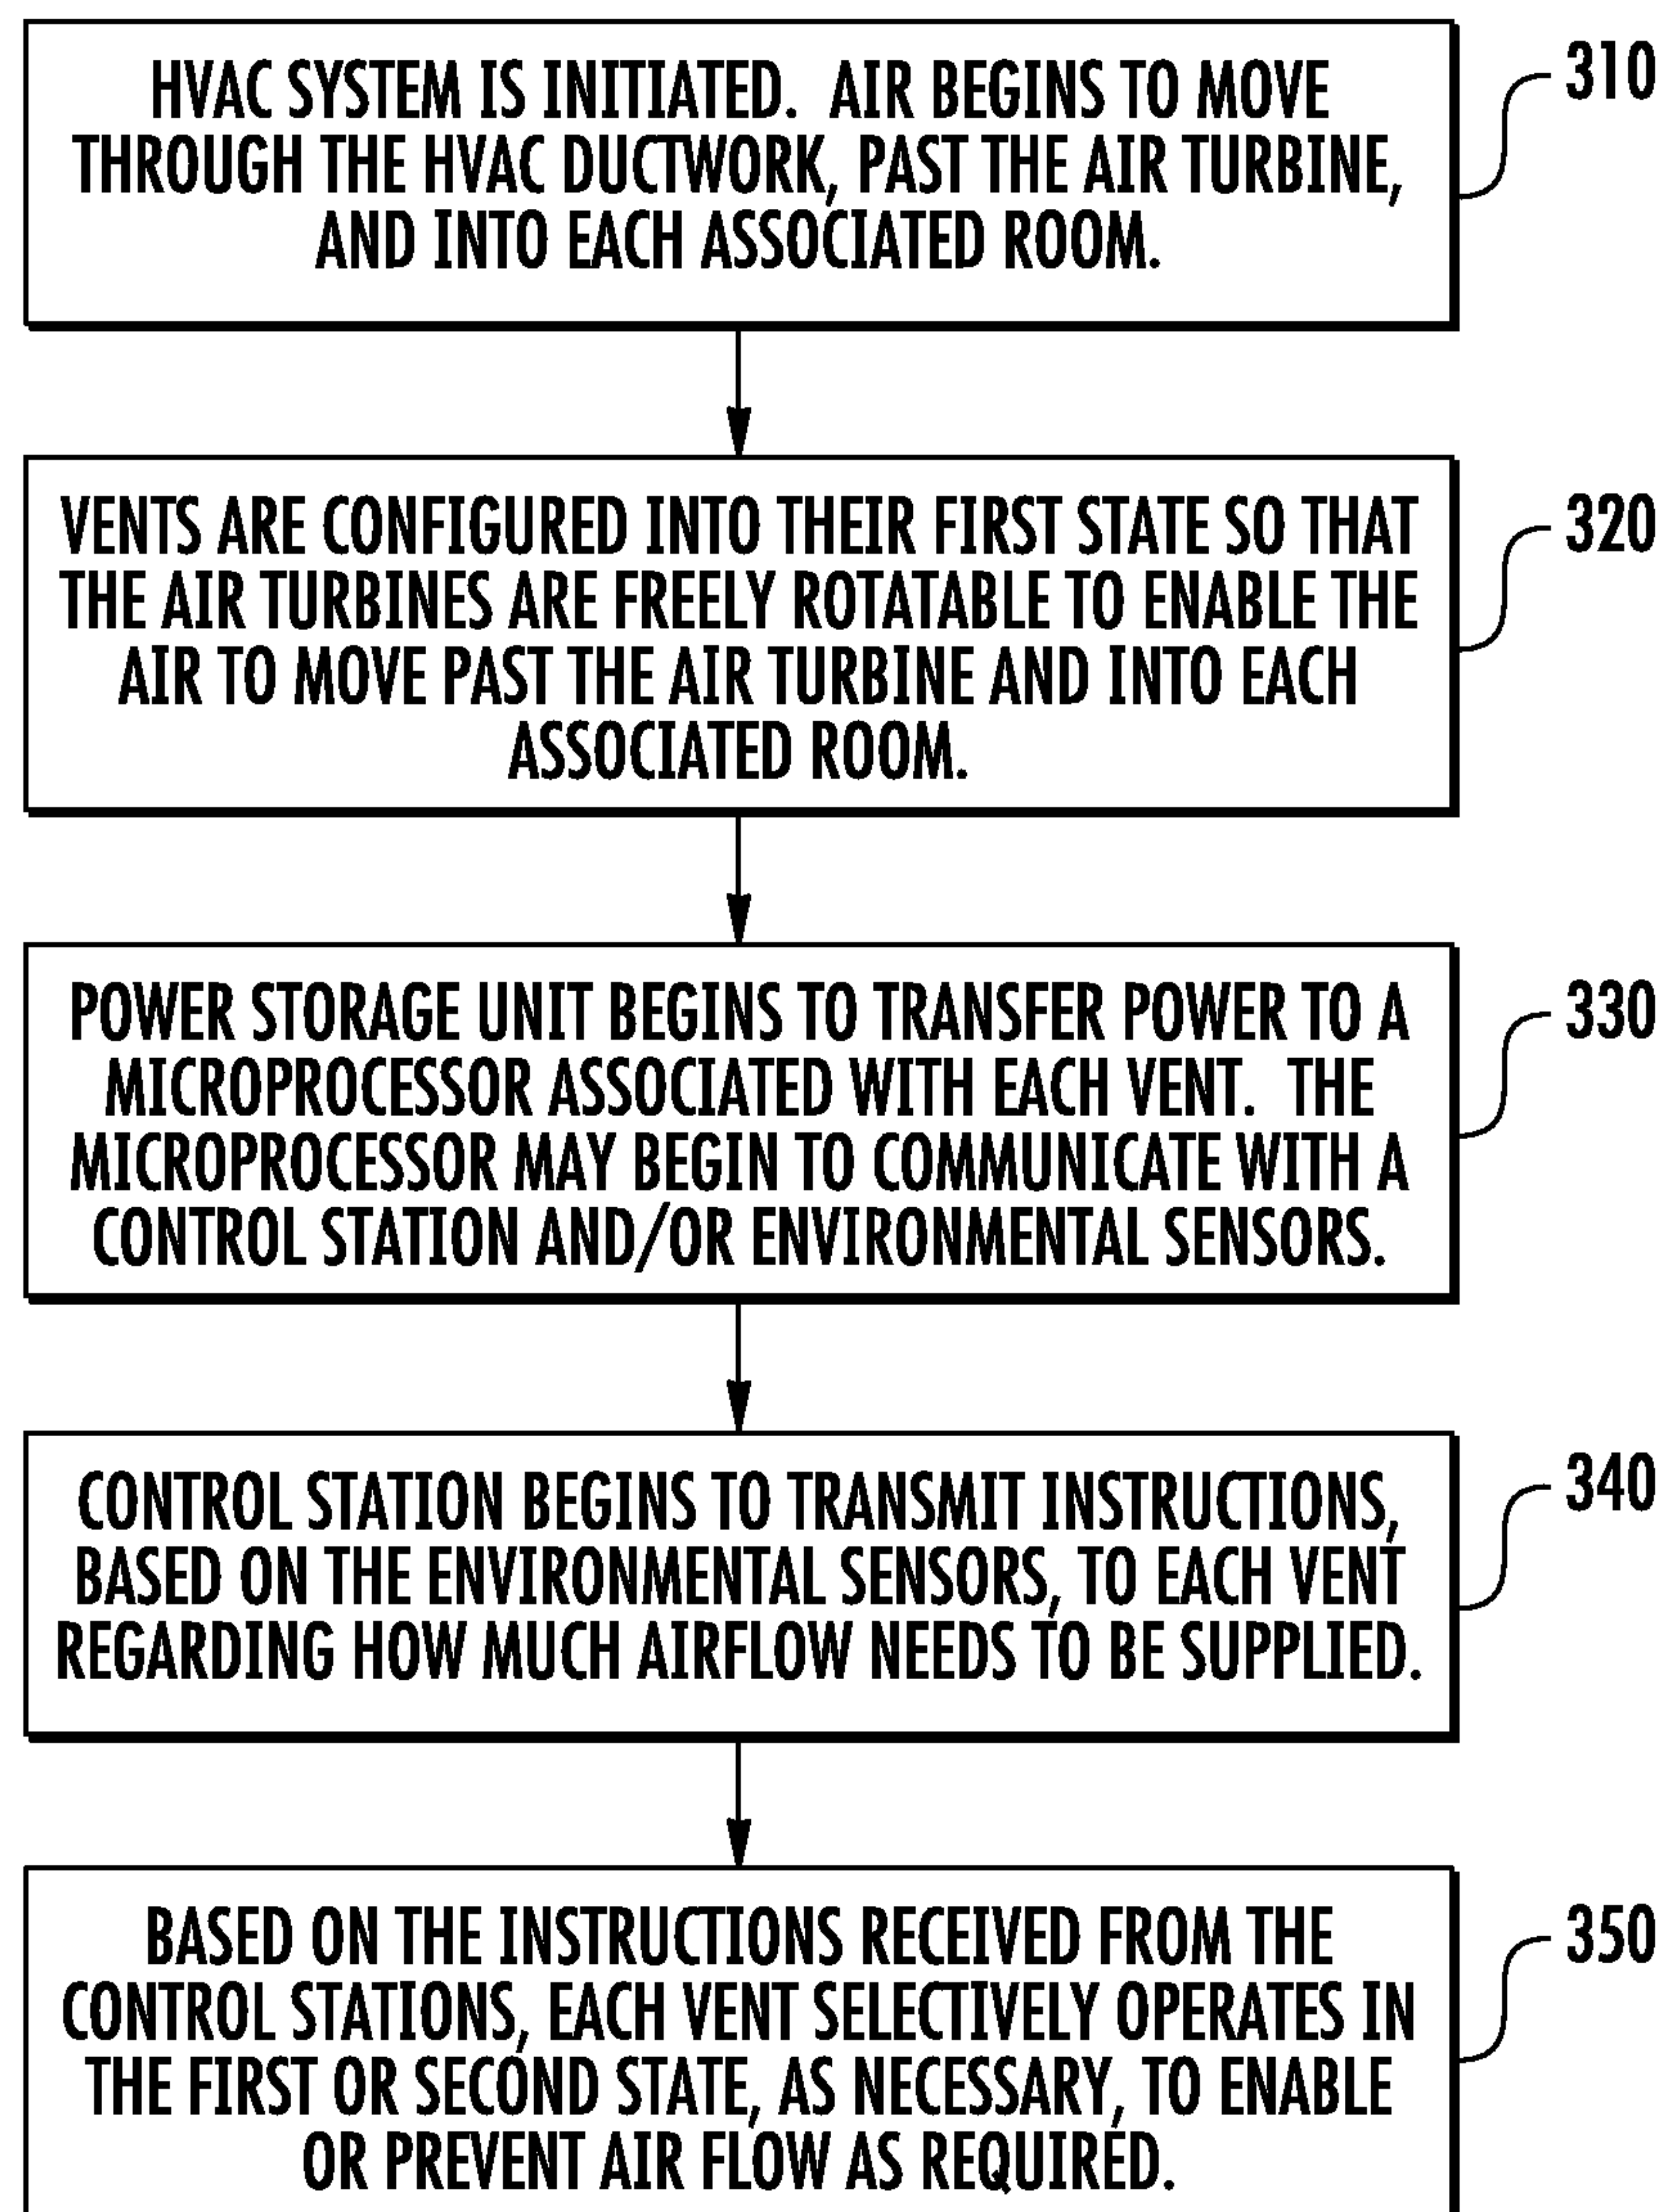 HVAC SYSTEM IS INITIATED. AIR BEGINS TO MOVE
THROUGH THE HVAC DUCTWORK, PAST THE AIR TURBINE,
AND INTO EACH ASSOCIATED ROOM.
310
VENTS ARE CONFIGURED INTO THEIR FIRST STATE SO THAT
THE AIR TURBINES ARE FREELY ROTATABLE TO ENABLE THE
AIR TO MOVE PAST THE AIR TURBINE AND INTO EACH
ASSOCIATED ROOM.
320
POWER STORAGE UNIT BEGINS TO TRANSFER POWER TO A
MICROPROCESSOR ASSOCIATED WITH EACH VENT. THE
MICROPROCESSOR MAY BEGIN TO COMMUNICATE WITH A
CONTROL STATION AND/OR ENVIRONMENTAL SENSORS.
330
CONTROL STATION BEGINS TO TRANSMIT INSTRUCTIONS,
BASED ON THE ENVIRONMENTAL SENSORS, TO EACH VENT
REGARDING HOW MUCH AIRFLOW NEEDS TO BE SUPPLIED.
340
BASED ON THE INSTRUCTIONS RECEIVED FROM THE
CONTROL STATIONS, EACH VENT SELECTIVELY OPERATES IN
THE FIRST OR SECOND STATE, AS NECESSARY, TO ENABLE
OR PREVENT AIR FLOW AS REQUIRED.
350